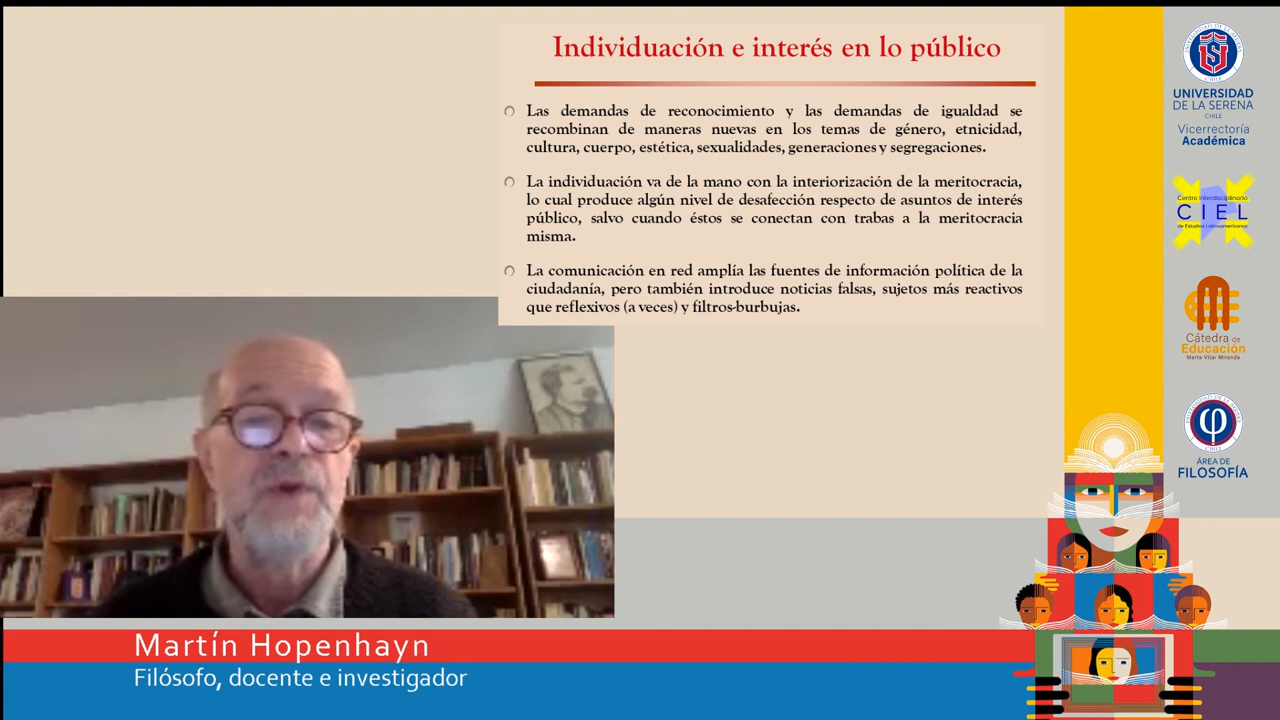 Individuación e interés en lo público
Las demandas de reconocimiento y las demandas de igualdad se
recombinan de maneras nuevas en los temas de género, etnicidad,
cultura, cuerpo, estética, sexualidades, generaciones y segregaciones.
La individuación va de la mano con la interiorización de la meritocracia,
lo cual produce algún nivel de desafección respecto de asuntos de interés
público, salvo cuando éstos se conectan con trabas a la meritocracia
misma.
La comunicación en red amplía las fuentes de información política de la
ciudadanía, pero también introduce noticias falsas, sujetos más reactivos
que reflexivos (a veces) y filtros-burbujas.
UNIVERSIDAD
DE LA SERENA
CHILE
Vicerrectoría
Académica
Centro Interdisciplinario
CIEL
de Estudios Latinoamericanos
Cátedra de
Educación
Marta Vitar Miranda
φ
ÁREA DE
FILOSOFÍA
Martín Hopenhayn
Filósofo, docente e investigador